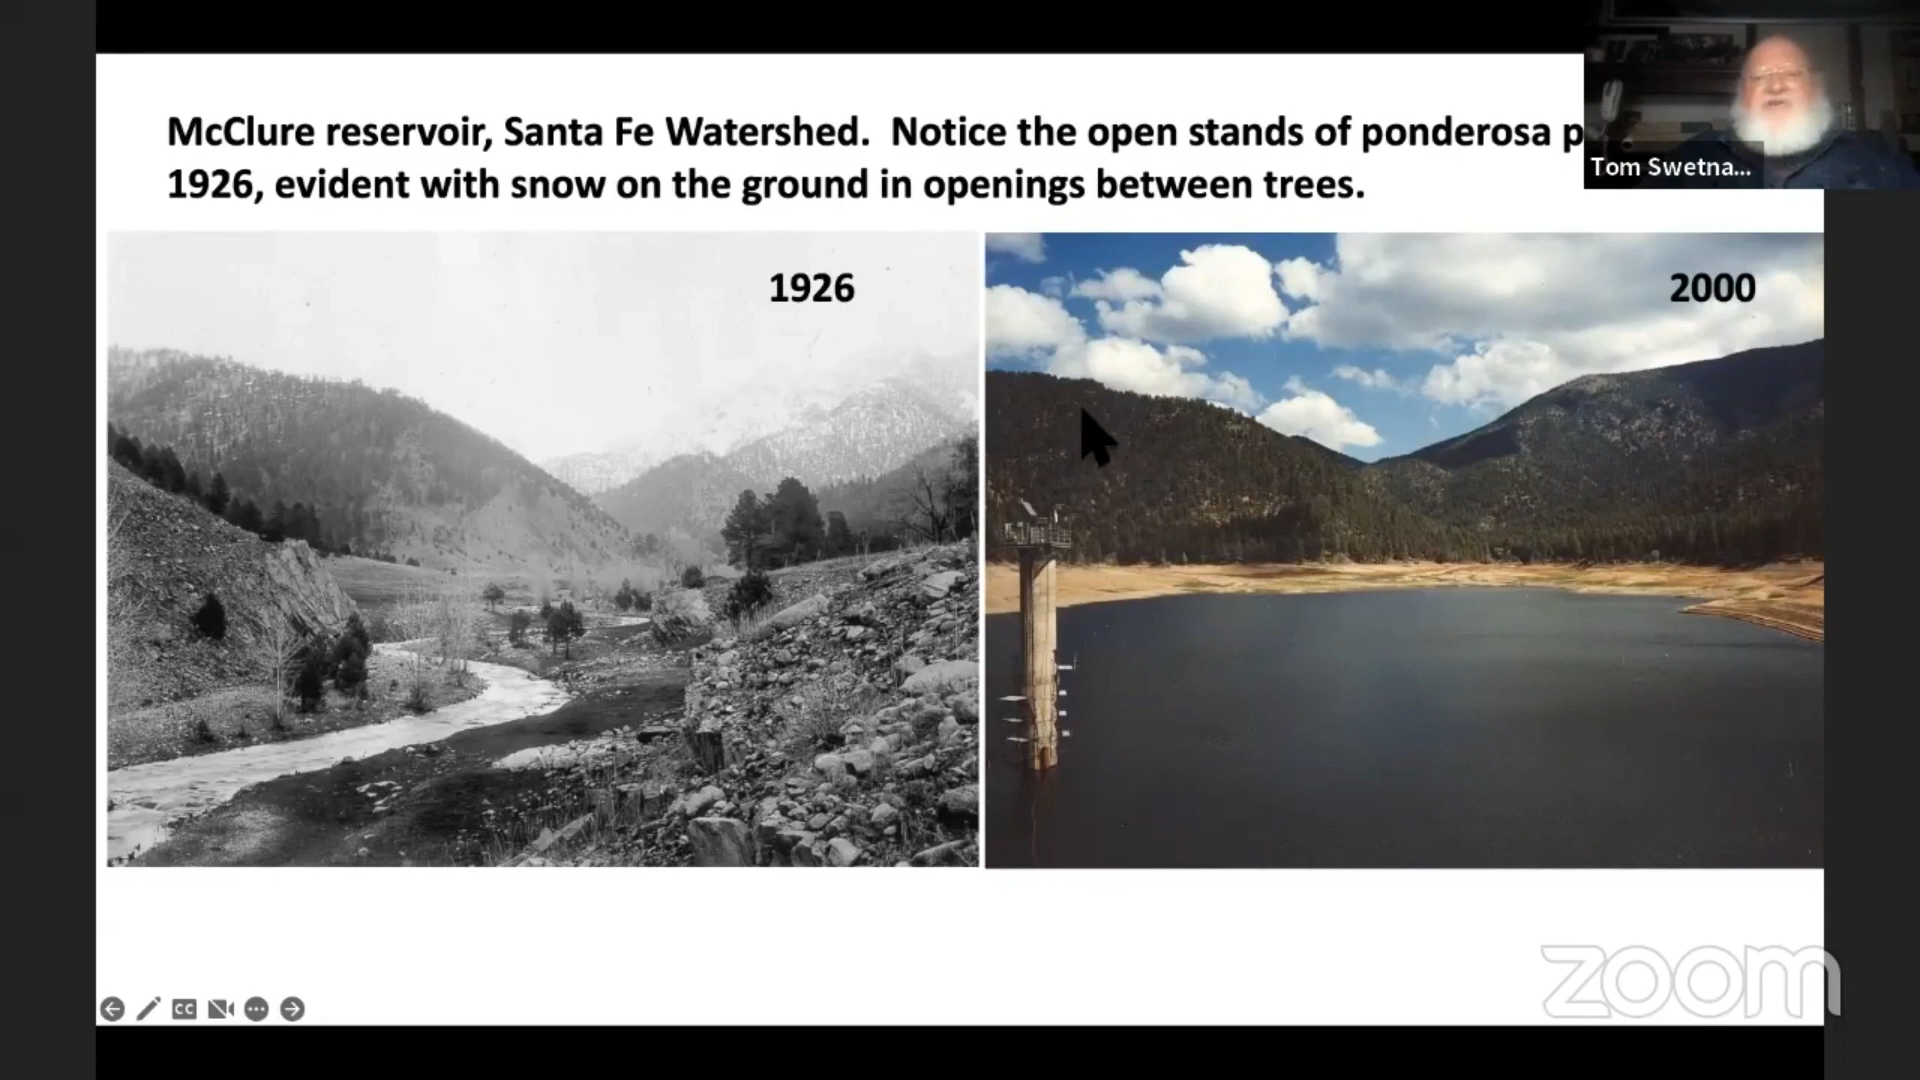 McClure reservoir, Santa Fe Watershed. Notice the open stands of ponderosa p
1926, evident with snow on the ground in openings between trees.
Tom Swetna...
1926
2000
CC
zoom